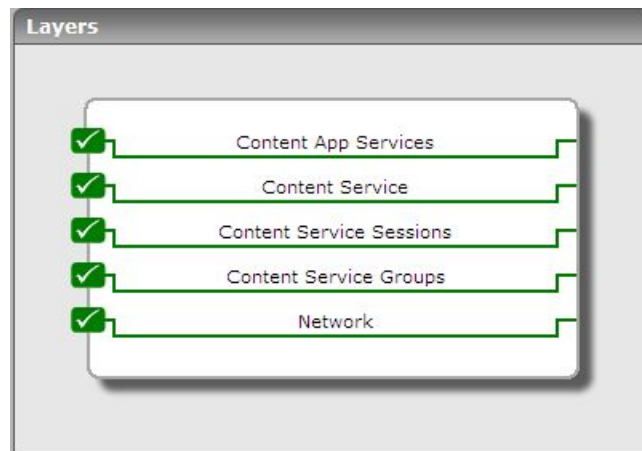 Layers
Content App Services
Content Service
Content Service Sessions
Content Service Groups
Network